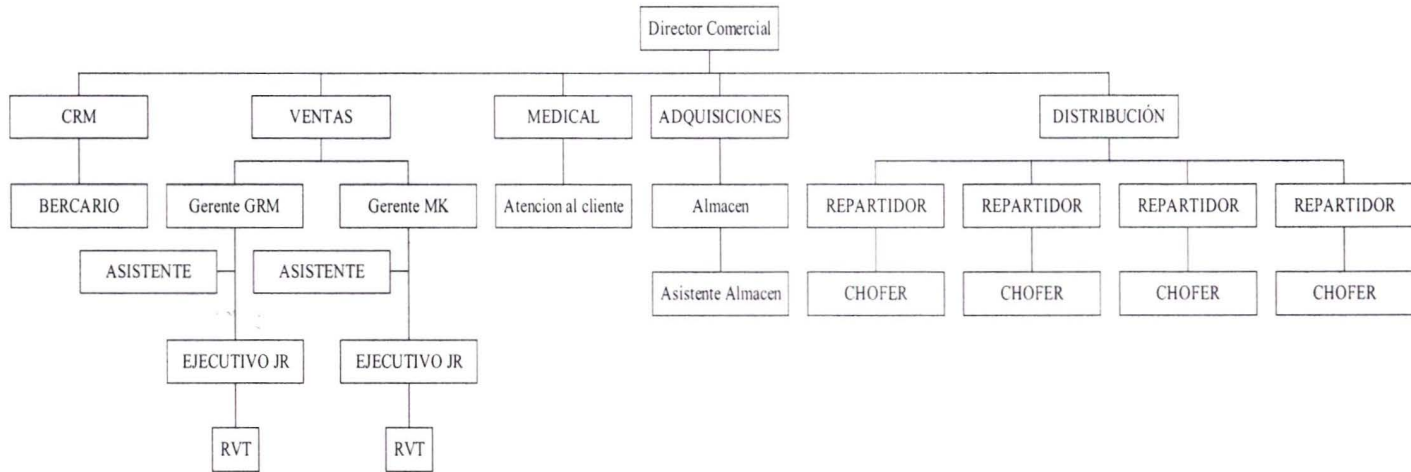 Director Comercial
CRM
VENTAS
MEDICAL
ADQUISICIONES
DISTRIBUCIÓN
BERCARIO
Gerente GRM
Gerente MK
Atencion al cliente
Almacen
REPARTIDOR
REPARTIDOR
REPARTIDOR
REPARTIDOR
ASISTENTE
ASISTENTE
Asistente Almacen
CHOFER
CHOFER
CHOFER
CHOFER
EJECUTIVO JR
EJECUTIVO JR
RVT
RVT